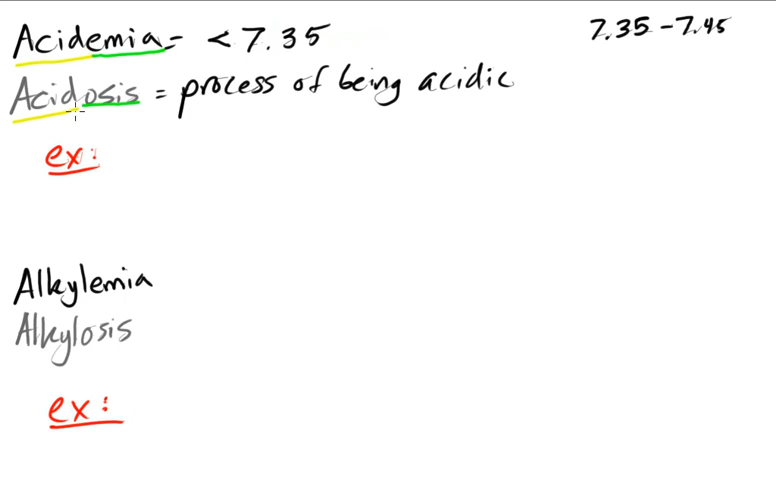 Acidemia = < 7.35
7.35 - 7.45
Acidosis = process of being acidic
ex:
Alkylemia
Alkylosis
ex: